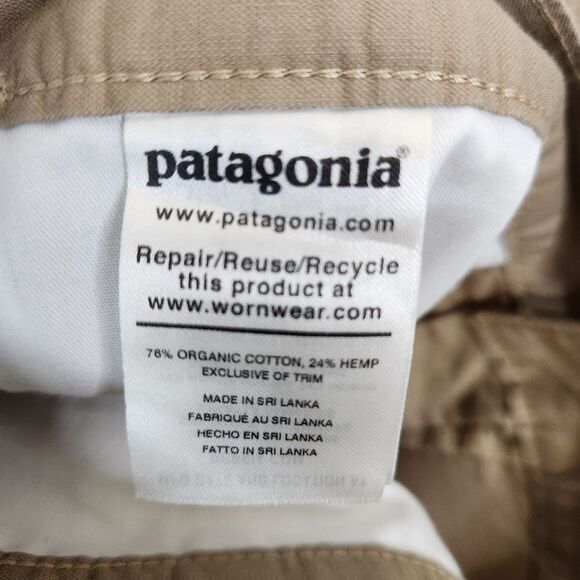 patagonia®
www.patagonia.com
Repair/Reuse/Recycle
this product at
www.wornwear.com
76% ORGANIC COTTON, 24% HEMP
EXCLUSIVE OF TRIM
MADE IN SRI LANKA
FABRIQUÉ AU SRI LANKA
HECHO EN SRI LANKA
FATTO IN SRI LANKA